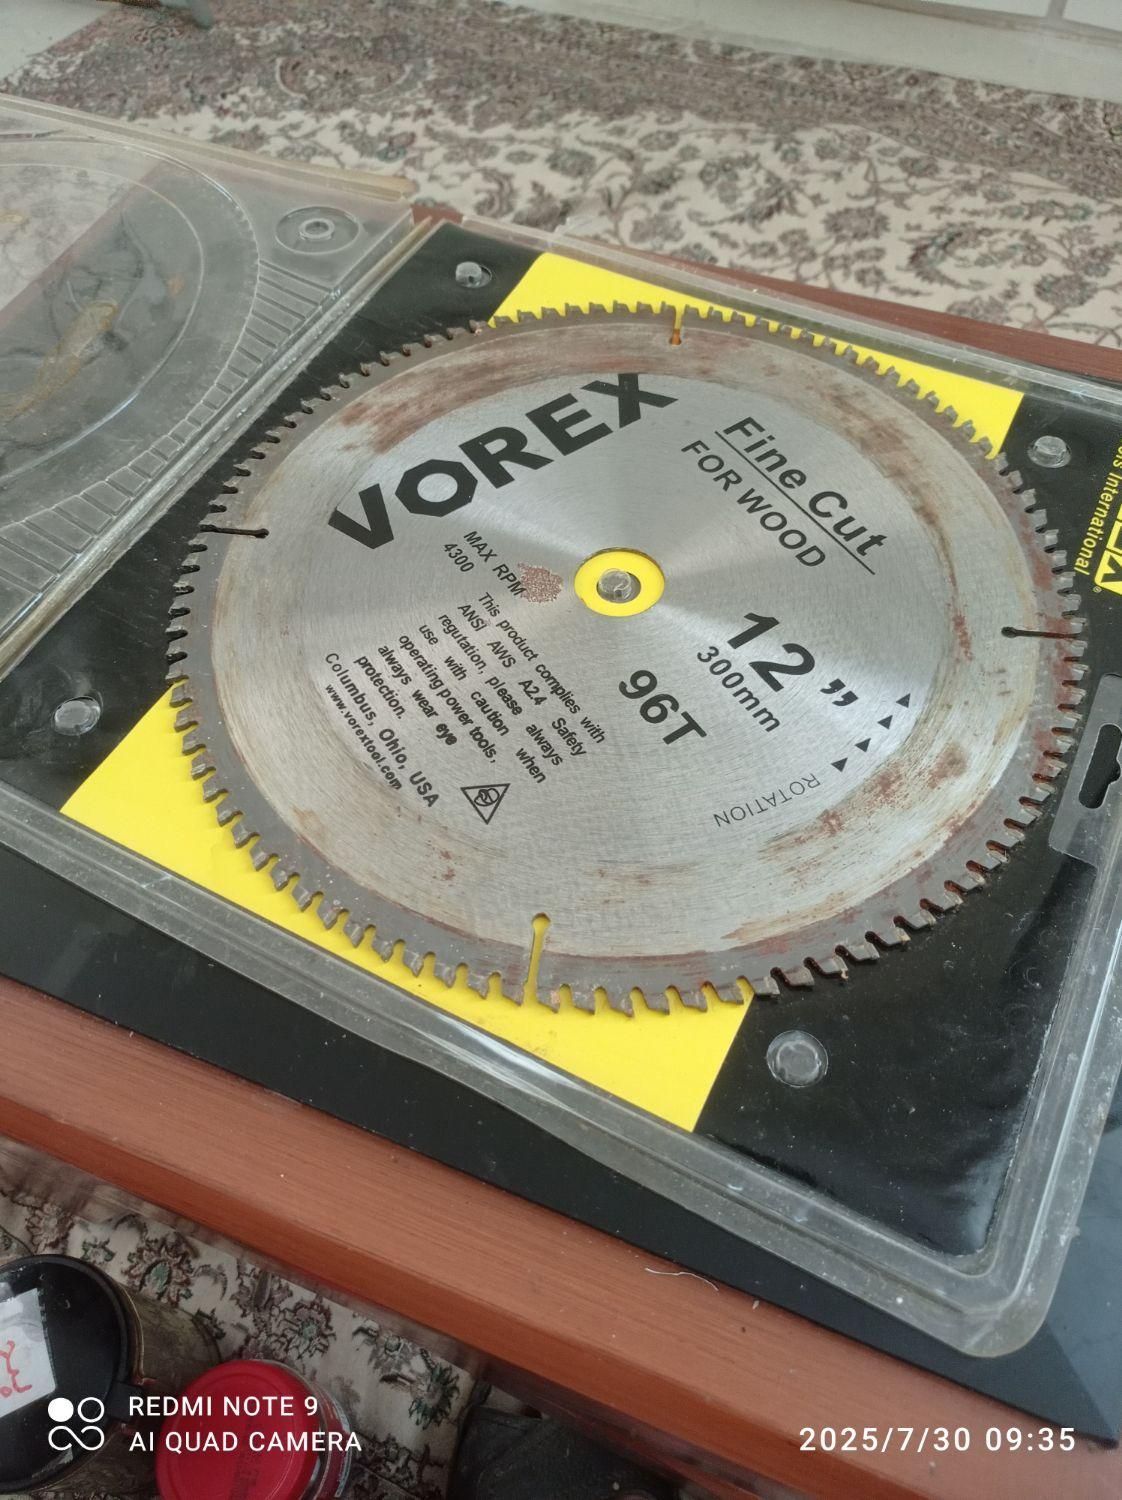 VOREX
Fine Cut
FOR WOOD
MAX RPM
4300
This product complies with
ANSI AWS A2.4 Safety
regutation, please always
use with caution when
operating power tools,
always wear eye
protection.
Columbus, Ohio, USA
www.vorextool.com
12”
300mm
96T
ROTATION
International
REDMI NOTE 9
AI QUAD CAMERA
2025/7/30 09:35